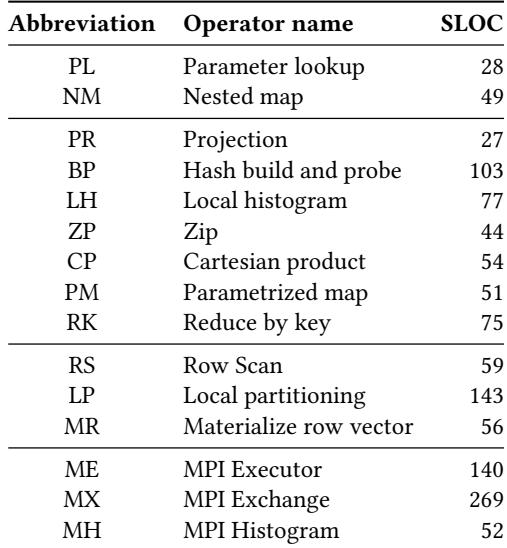 Abbreviation Operator name SLOC
PL Parameter lookup 28
NM Nested map 49
PR Projection 27
BP Hash build and probe 103
LH Local histogram 77
ZP Zip 44
CP Cartesian product 54
PM Parametrized map 51
RK Reduce by key 75
RS Row Scan 59
LP Local partitioning 143
MR Materialize row vector 56
ME MPI Executor 140
MX MPI Exchange 269
MH MPI Histogram 52